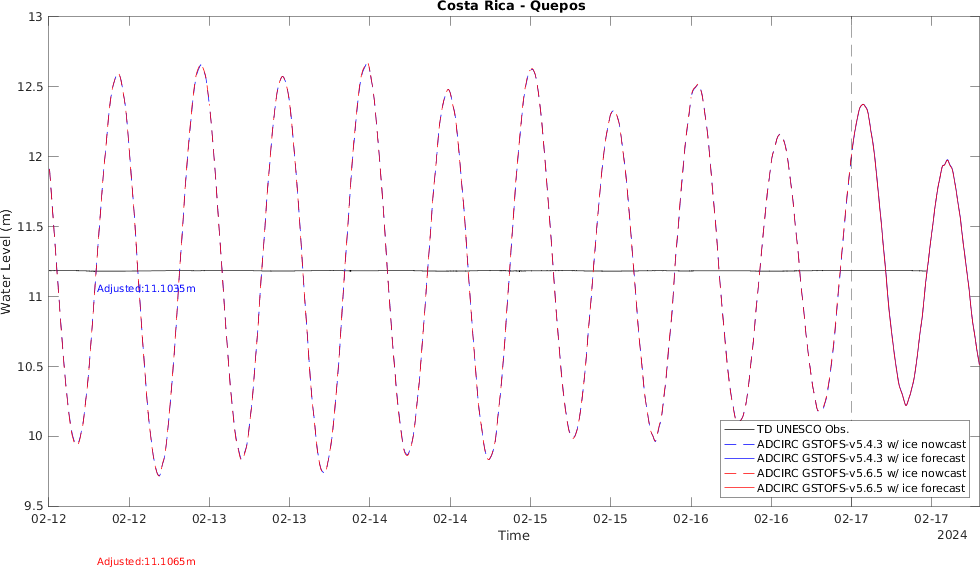 Costa Rica - Quepos
13
12.5
12
11.5
11
10.5
10
9.5
Water Level (m)
Adjusted:11.1035m
TD UNESCO Obs.
ADCIRC GSTOFS-v5.4.3 w/ ice nowcast
ADCIRC GSTOFS-v5.4.3 w/ ice forecast
ADCIRC GSTOFS-v5.6.5 w/ ice nowcast
ADCIRC GSTOFS-v5.6.5 w/ ice forecast
02-12 02-12 02-13 02-13 02-14 02-14 02-15 02-15 02-16 02-16 02-17 02-17
2024
Time
Adjusted:11.1065m